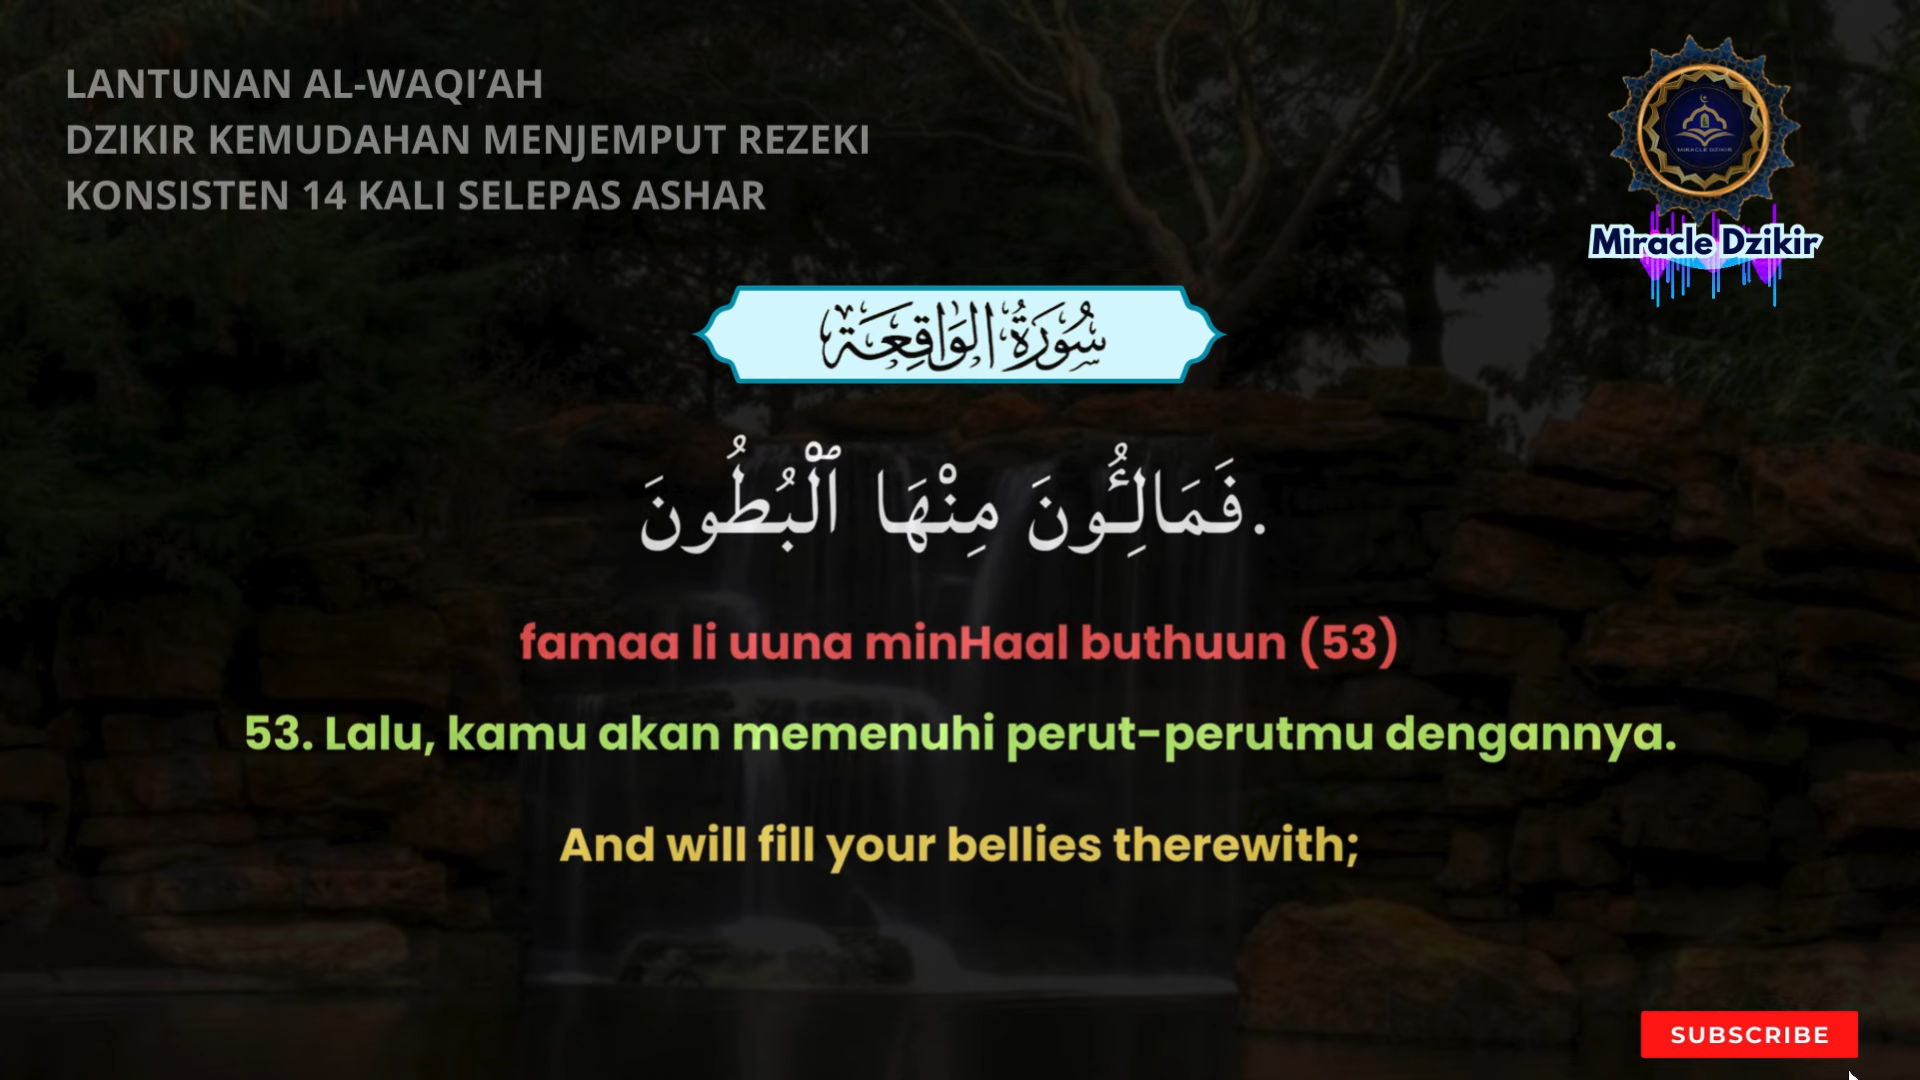 LANTUNAN AL-WAQI’AH
DZIKIR KEMUDAHAN MENJEMPUT REZEKI
KONSISTEN 14 KALI SELEPAS ASHAR
MIRACLE DZIKIR
Miracle Dzikir
سُورَةُ الوَاقِعَة
فَمَالِـُٔونَ مِنْهَا ٱلْبُطُونَ.
famaa li uuna minHaal buthuun (53)
53. Lalu, kamu akan memenuhi perut-perutmu dengannya.
And will fill your bellies therewith;
SUBSCRIBE